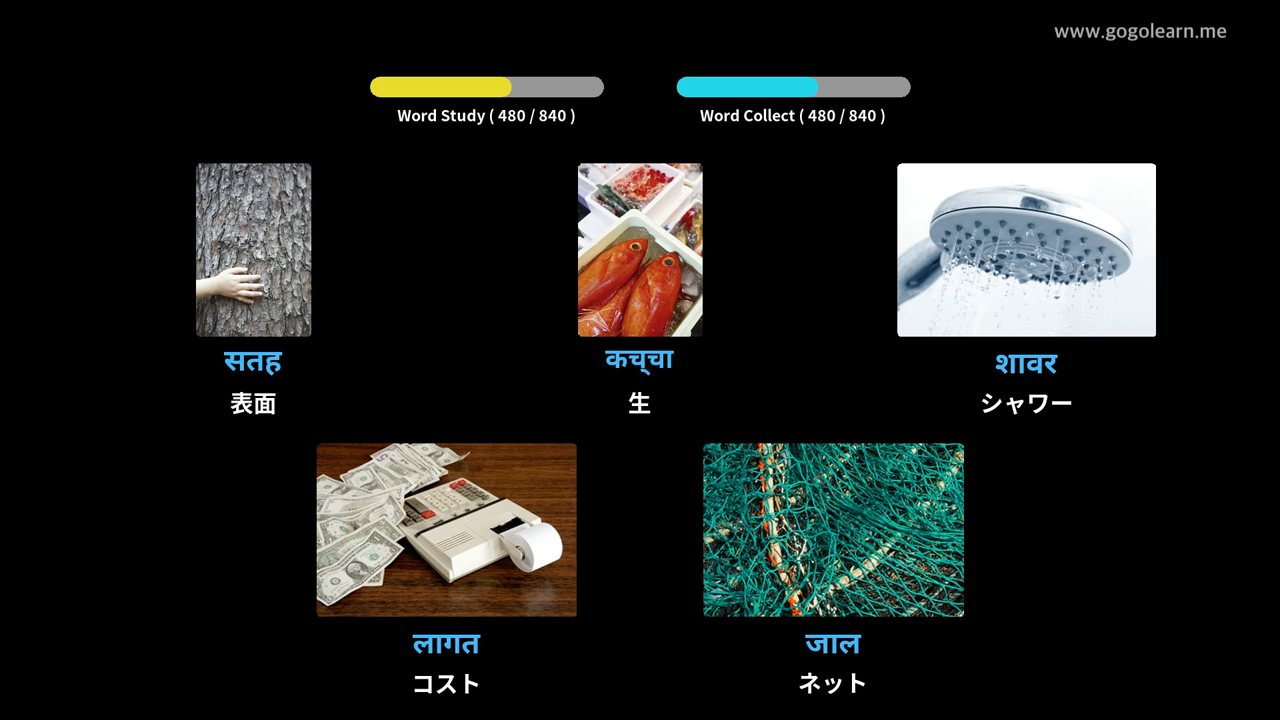 www.gogolearn.me
Word Study ( 480 / 840 )
Word Collect ( 480 / 840 )
सतह
कच्चा
शावर
表面
生
シャワー
लागत
जाल
コスト
ネット